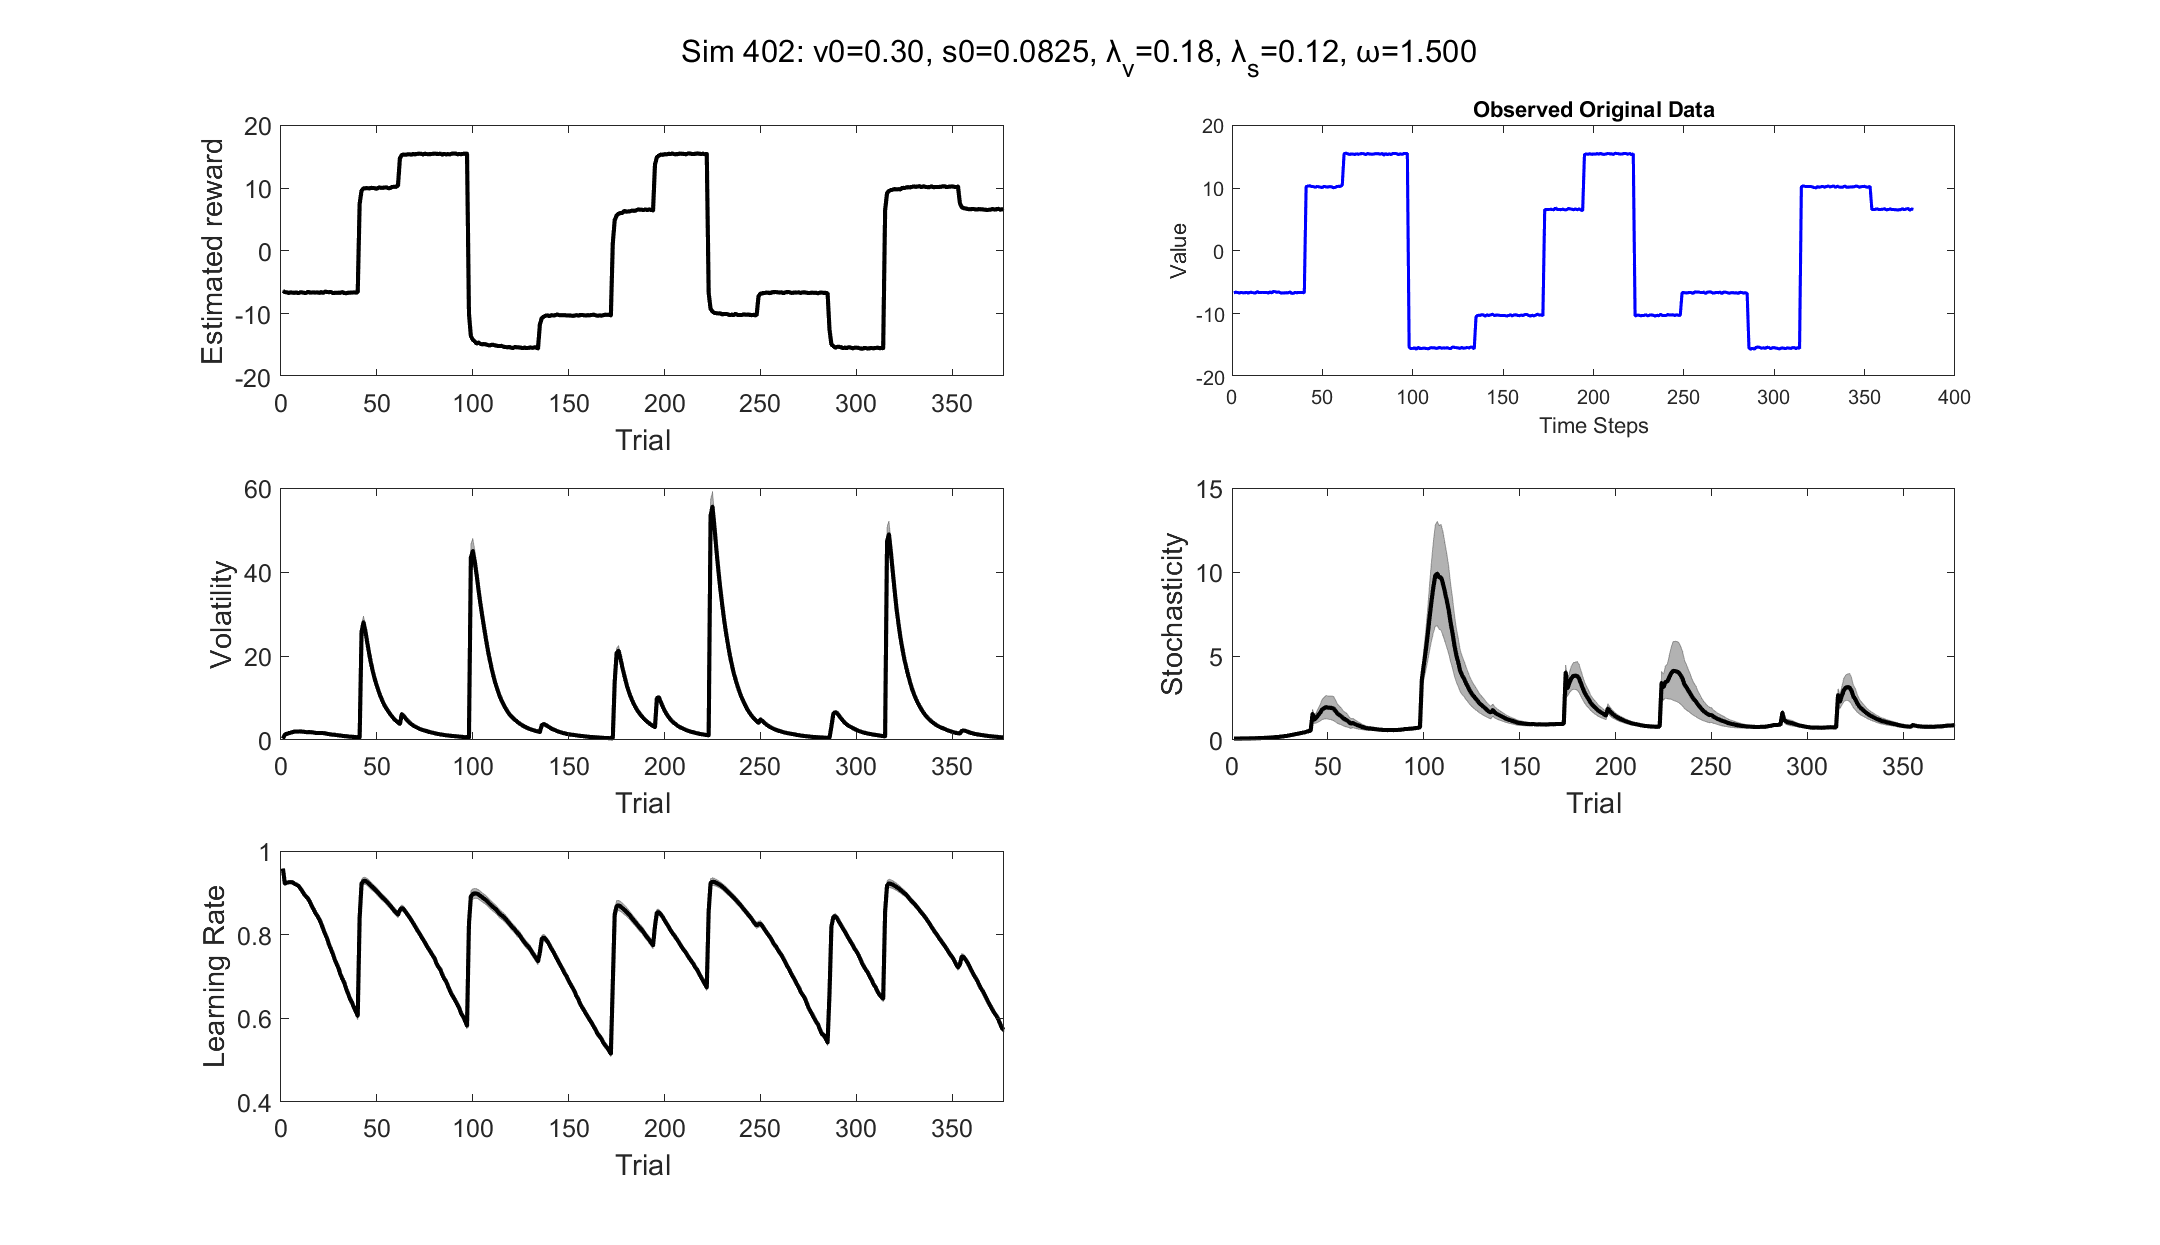 Sim 402: v0=0.30, s0=0.0825, λv=0.18, λs=0.12, ω=1.500
Estimated reward
20
10
0
-10
-20
0 50 100 150 200 250 300 350
Trial
Observed Original Data
Value
20
10
0
-10
-20
0 50 100 150 200 250 300 350 400
Time Steps
Volatility
60
40
20
0
0 50 100 150 200 250 300 350
Trial
Stochasticity
15
10
5
0
0 50 100 150 200 250 300 350
Trial
Learning Rate
1
0.8
0.6
0.4
0 50 100 150 200 250 300 350
Trial